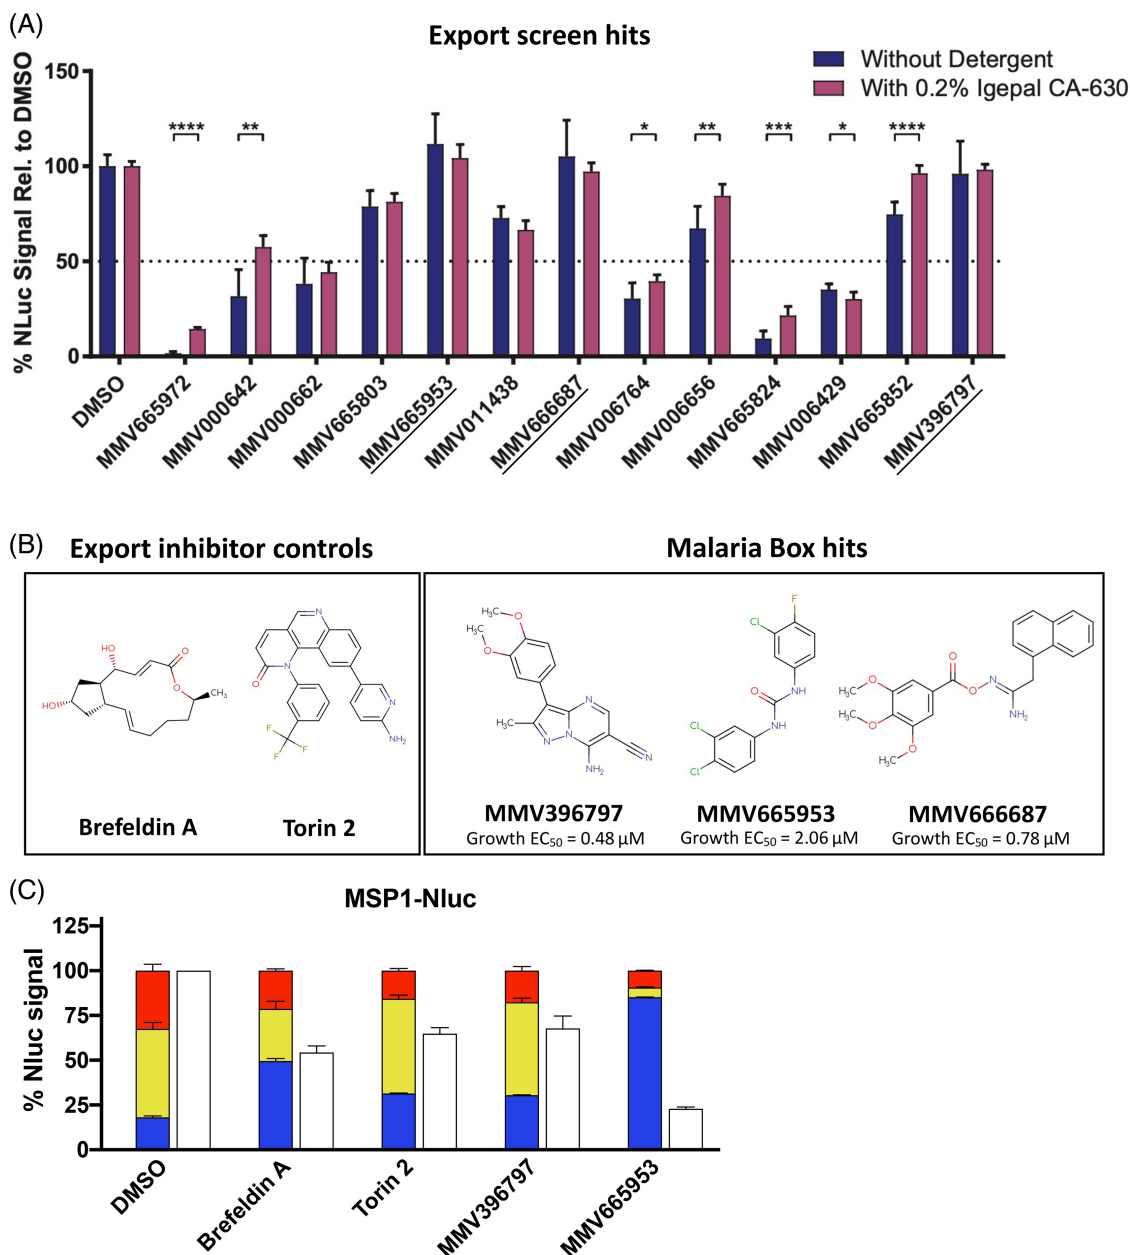 (A)
Export screen hits
Without Detergent
With 0.2% Igepal CA-630
% NLuc Signal Rel. to DMSO
150
100
50
0
**** ** * ** *** * ****
DMSO
MMV665972
MMV000642
MMV000662
MMV665803
MMV665953
MMV011438
MMV666687
MMV006764
MMV006656
MMV665824
MMV006429
MMV665852
MMV396797
(B)
Export inhibitor controls
Malaria Box hits
HO
O
O
CH₃
HO
N
N
O
N
F
F
F
NH₂
H₃C
O
H₃C
O
N
H₃C
N
N
N
NH₂
F
Cl
O
NH
NH
Cl
Cl
O
O
N
NH₂
H₃C
O
H₃C
O
O
H₃C
Brefeldin A
Torin 2
MMV396797
Growth EC₅₀ = 0.48 µM
MMV665953
Growth EC₅₀ = 2.06 µM
MMV666687
Growth EC₅₀ = 0.78 µM
(C)
MSP1-Nluc
% Nluc signal
125
100
75
50
25
0
DMSO
Brefeldin A
Torin 2
MMV396797
MMV665953